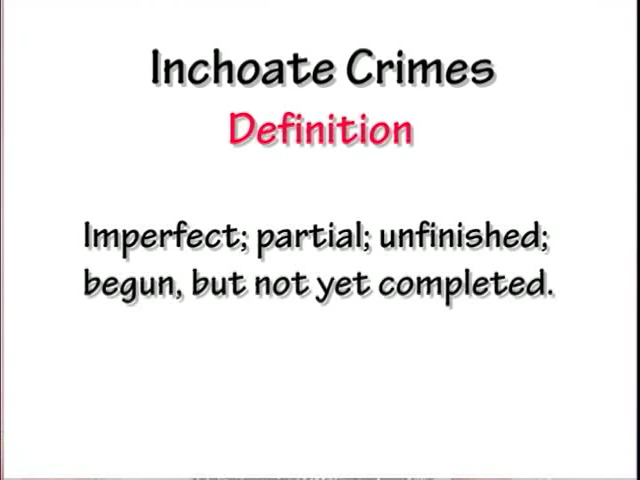 Inchoate Crimes
Definition
Imperfect; partial; unfinished;
begun, but not yet completed.